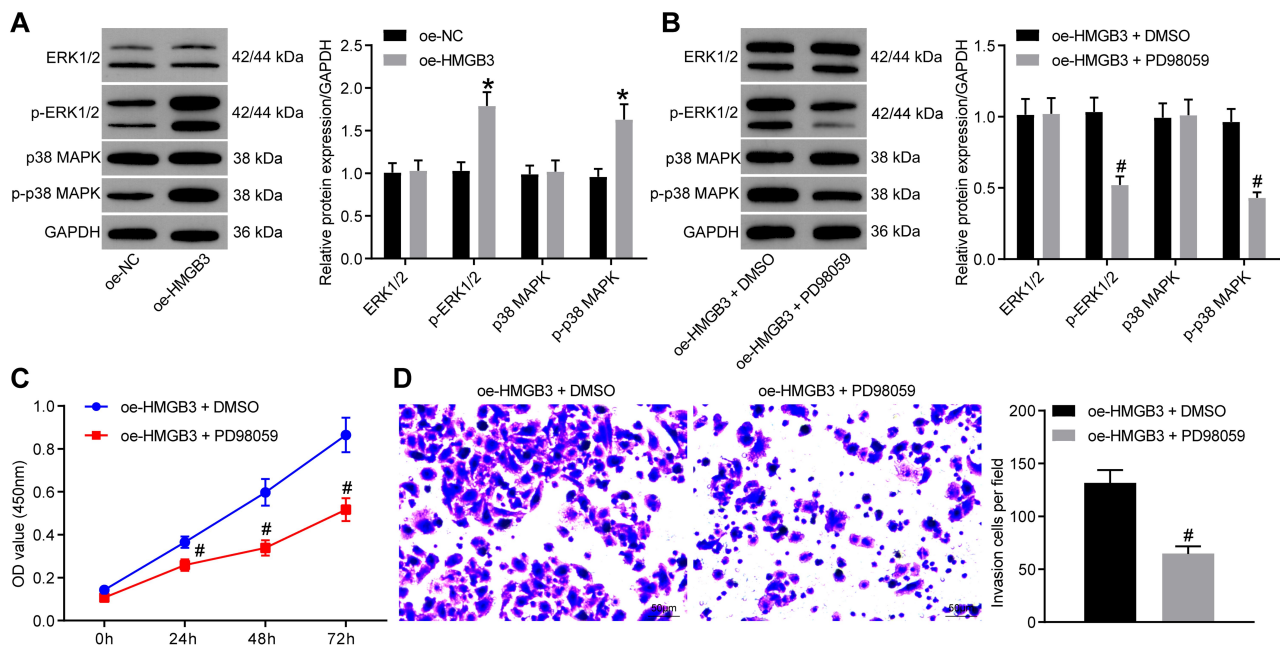 A
ERK1/2
42/44 kDa
p-ERK1/2
42/44 kDa
p38 MAPK
38 kDa
p-p38 MAPK
38 kDa
GAPDH
36 kDa
oe-NC
oe-HMGB3
oe-NC
oe-HMGB3
Relative protein expression/GAPDH
2.5
2.0
1.5
1.0
0.5
0.0
*
*
ERK1/2
p-ERK1/2
p38 MAPK
p-p38 MAPK
B
ERK1/2
42/44 kDa
p-ERK1/2
42/44 kDa
p38 MAPK
38 kDa
p-p38 MAPK
38 kDa
GAPDH
36 kDa
oe-HMGB3 + DMSO
oe-HMGB3 + PD98059
oe-HMGB3 + DMSO
oe-HMGB3 + PD98059
Relative protein expression/GAPDH
1.5
1.0
0.5
0.0
#
#
ERK1/2
p-ERK1/2
p38 MAPK
p-p38 MAPK
C
oe-HMGB3 + DMSO
oe-HMGB3 + PD98059
OD value (450nm)
1.0
0.8
0.6
0.4
0.2
0.0
#
#
#
0h
24h
48h
72h
D
oe-HMGB3 + DMSO
oe-HMGB3 + PD98059
50μm
50μm
oe-HMGB3 + DMSO
oe-HMGB3 + PD98059
Invasion cells per field
200
150
100
50
0
#